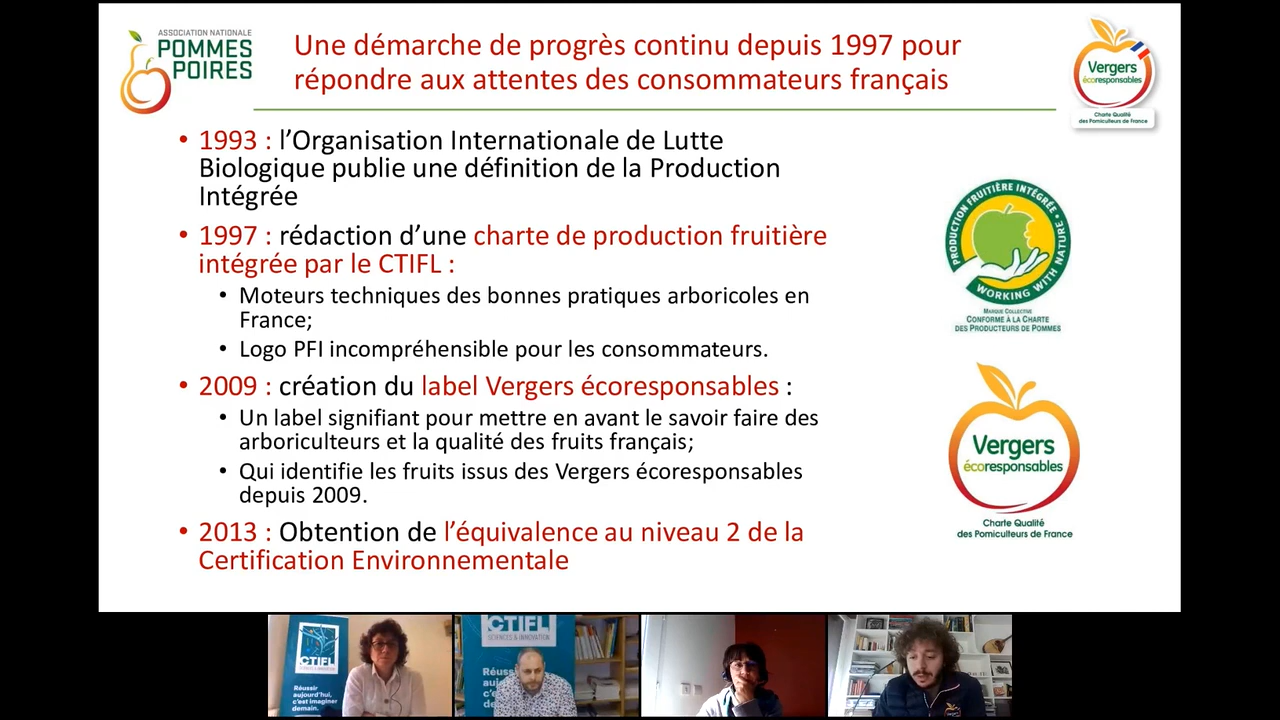 ASSOCIATION NATIONALE
POMMES
POIRES
Une démarche de progrès continu depuis 1997 pour
répondre aux attentes des consommateurs français
Vergers
écoresponsables
Charte Qualité
des Pomiculteurs de France
• 1993 : l’Organisation Internationale de Lutte
Biologique publie une définition de la Production
Intégrée
• 1997 : rédaction d’une charte de production fruitière
intégrée par le CTIFL :
• Moteurs techniques des bonnes pratiques arboricoles en
France;
• Logo PFI incompréhensible pour les consommateurs.
• 2009 : création du label Vergers écoresponsables :
• Un label signifiant pour mettre en avant le savoir faire des
arboriculteurs et la qualité des fruits français;
• Qui identifie les fruits issus des Vergers écoresponsables
depuis 2009.
• 2013 : Obtention de l’équivalence au niveau 2 de la
Certification Environnementale
PRODUCTION FRUITIÈRE INTÉGRÉE •
WORKING WITH NATURE •
MARQUE COLLECTIVE
CONFORME À LA CHARTE
DES PRODUCTEURS DE POMMES
Vergers
écoresponsables
Charte Qualité
des Pomiculteurs de France
CTIFL
Réussir
aujourd'hui,
c'est imaginer
demain.
CTIFL
SCIENCES & INNOVATION
Réussir